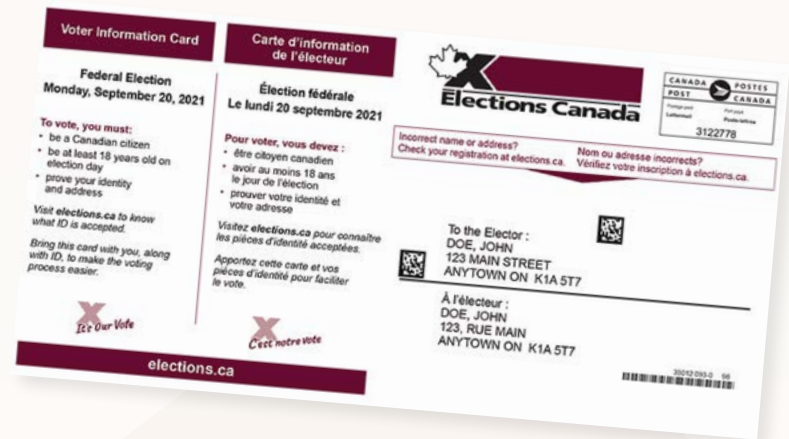 Voter Information Card
Federal Election
Monday, September 20, 2021
To vote, you must:
• be a Canadian citizen
• be at least 18 years old on
election day
• prove your identity
and address
Visit elections.ca to know
what ID is accepted.
Bring this card with you, along
with ID, to make the voting
process easier.
It's Our Vote
Carte d'information
de l'électeur
Élection fédérale
Le lundi 20 septembre 2021
Pour voter, vous devez :
• être citoyen canadien
• avoir au moins 18 ans
le jour de l'élection
• prouver votre identité et
votre adresse
Visitez elections.ca pour connaître
les pièces d'identité acceptées.
Apportez cette carte et vos
pièces d'identité pour faciliter
le vote.
C'est notre vote
elections.ca
Elections Canada
CANADA POSTES
POST CANADA
Postage paid Port payé
Lettermail Poste-lettres
3122778
Incorrect name or address?
Check your registration at elections.ca.
Nom ou adresse incorrects?
Vérifiez votre inscription à elections.ca.
To the Elector :
DOE, JOHN
123 MAIN STREET
ANYTOWN ON K1A 5T7
À l'électeur :
DOE, JOHN
123, RUE MAIN
ANYTOWN ON K1A 5T7